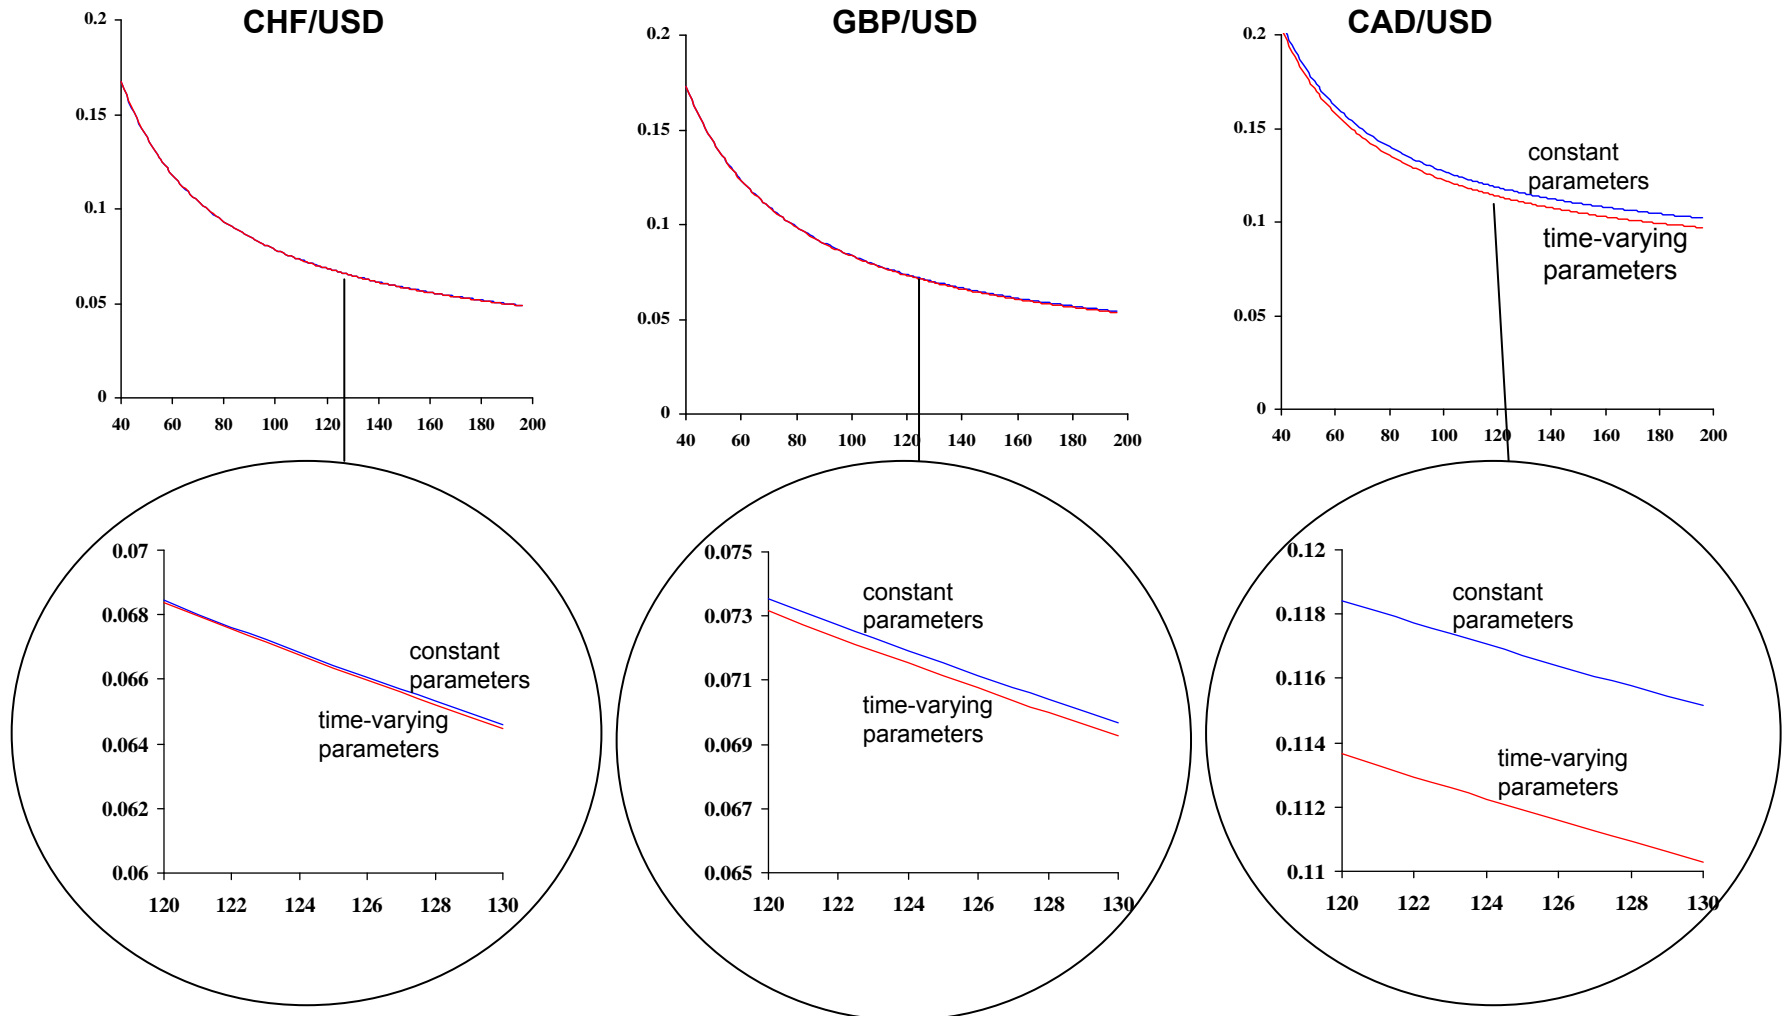 CHF/USD
0.2
0.15
0.1
0.05
0
40 60 80 100 120 140 160 180 200
GBP/USD
0.2
0.15
0.1
0.05
0
40 60 80 100 120 140 160 180 200
CAD/USD
0.2
0.15
0.1
0.05
0
constant
parameters
time-varying
parameters
40 60 80 100 120 140 160 180 200
0.07
0.068
0.066
0.064
0.062
0.06
constant
parameters
time-varying
parameters
120 122 124 126 128 130
0.075
0.073
0.071
0.069
0.067
0.065
constant
parameters
time-varying
parameters
120 122 124 126 128 130
0.12
0.118
0.116
0.114
0.112
0.11
constant
parameters
time-varying
parameters
120 122 124 126 128 130